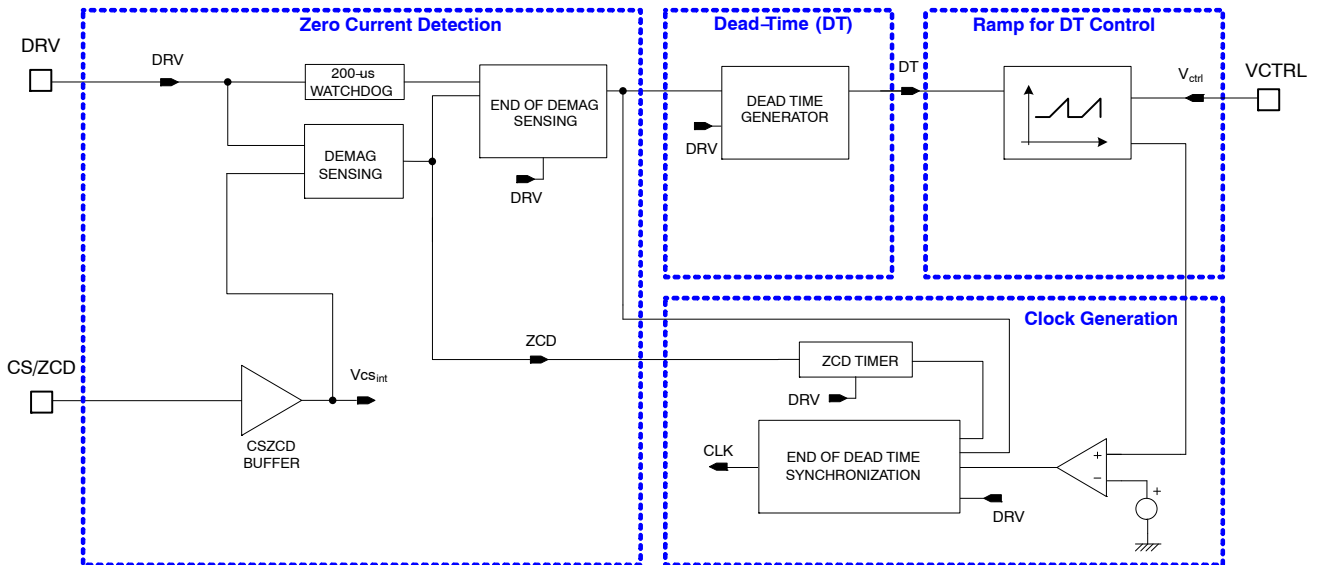 Zero Current Detection
Dead-Time (DT)
Ramp for DT Control
DRV
DRV
200-us
WATCHDOG
END OF DEMAG
SENSING
DRV
DEMAG
SENSING
DEAD TIME
GENERATOR
DRV
DT
Vctrl
VCTRL
Clock Generation
ZCD
ZCD TIMER
DRV
CS/ZCD
Vcsint
CSZCD
BUFFER
CLK
END OF DEAD TIME
SYNCHRONIZATION
DRV
+
−
+